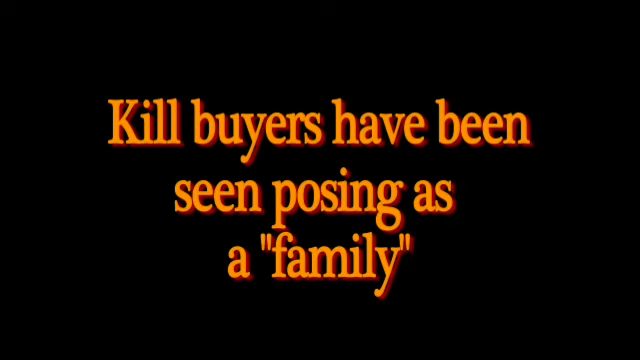 Kill buyers have been
seen posing as
a "family"